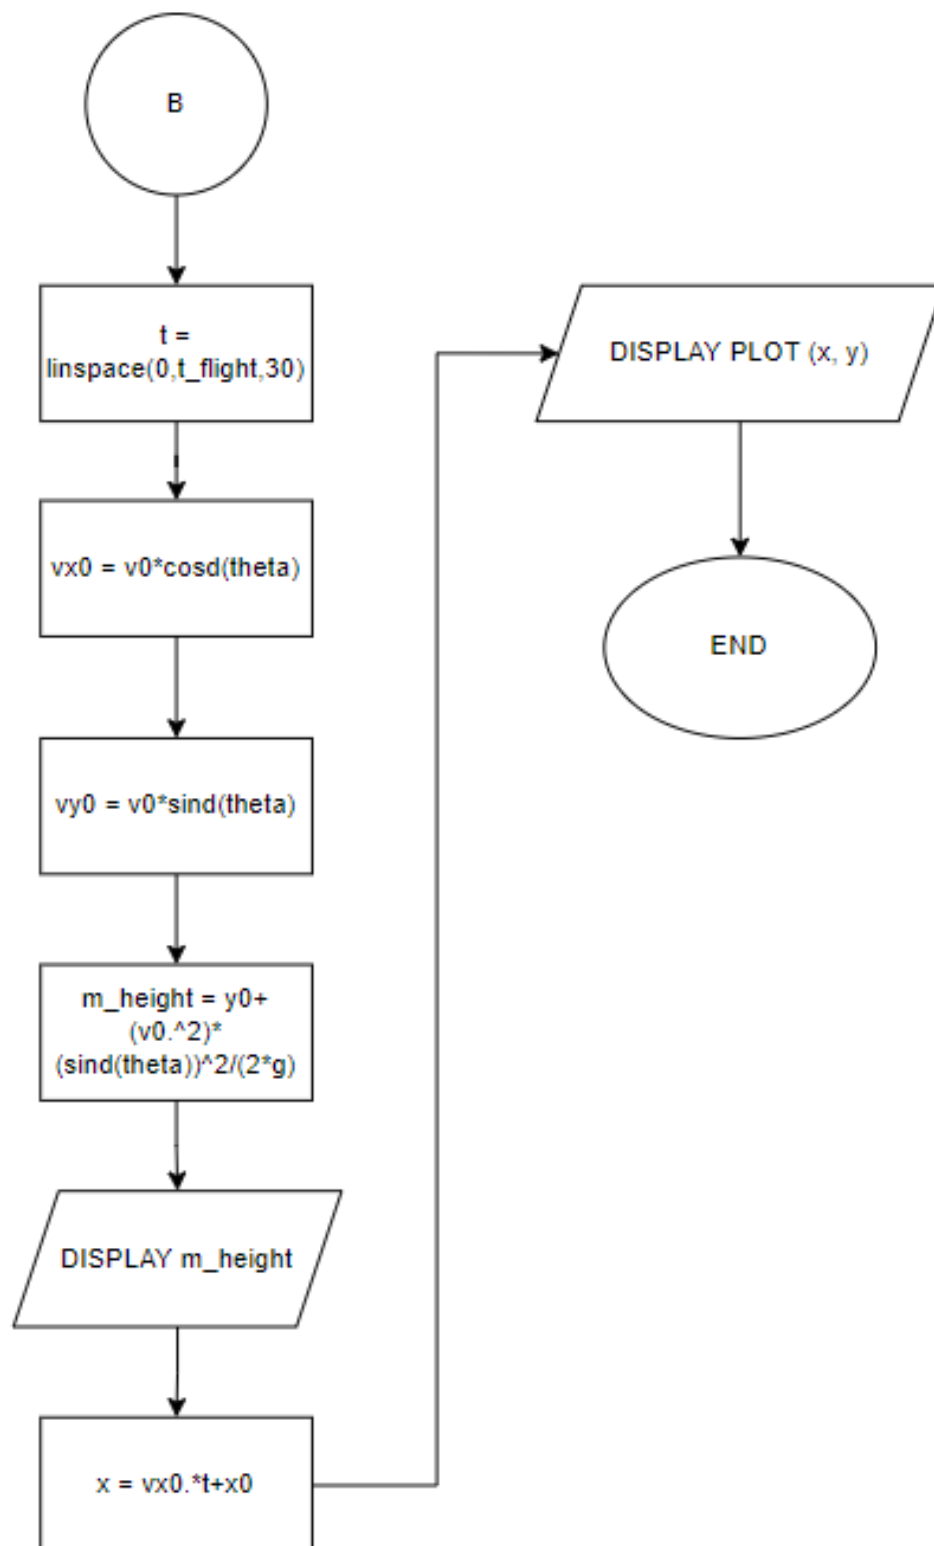 B
t =
linspace(0,t_flight,30)
vx0 = v0*cosd(theta)
vy0 = v0*sind(theta)
m_height = y0+
(v0.^2)*
(sind(theta))^2/(2*g)
DISPLAY m_height
x = vx0.*t+x0
DISPLAY PLOT (x, y)
END